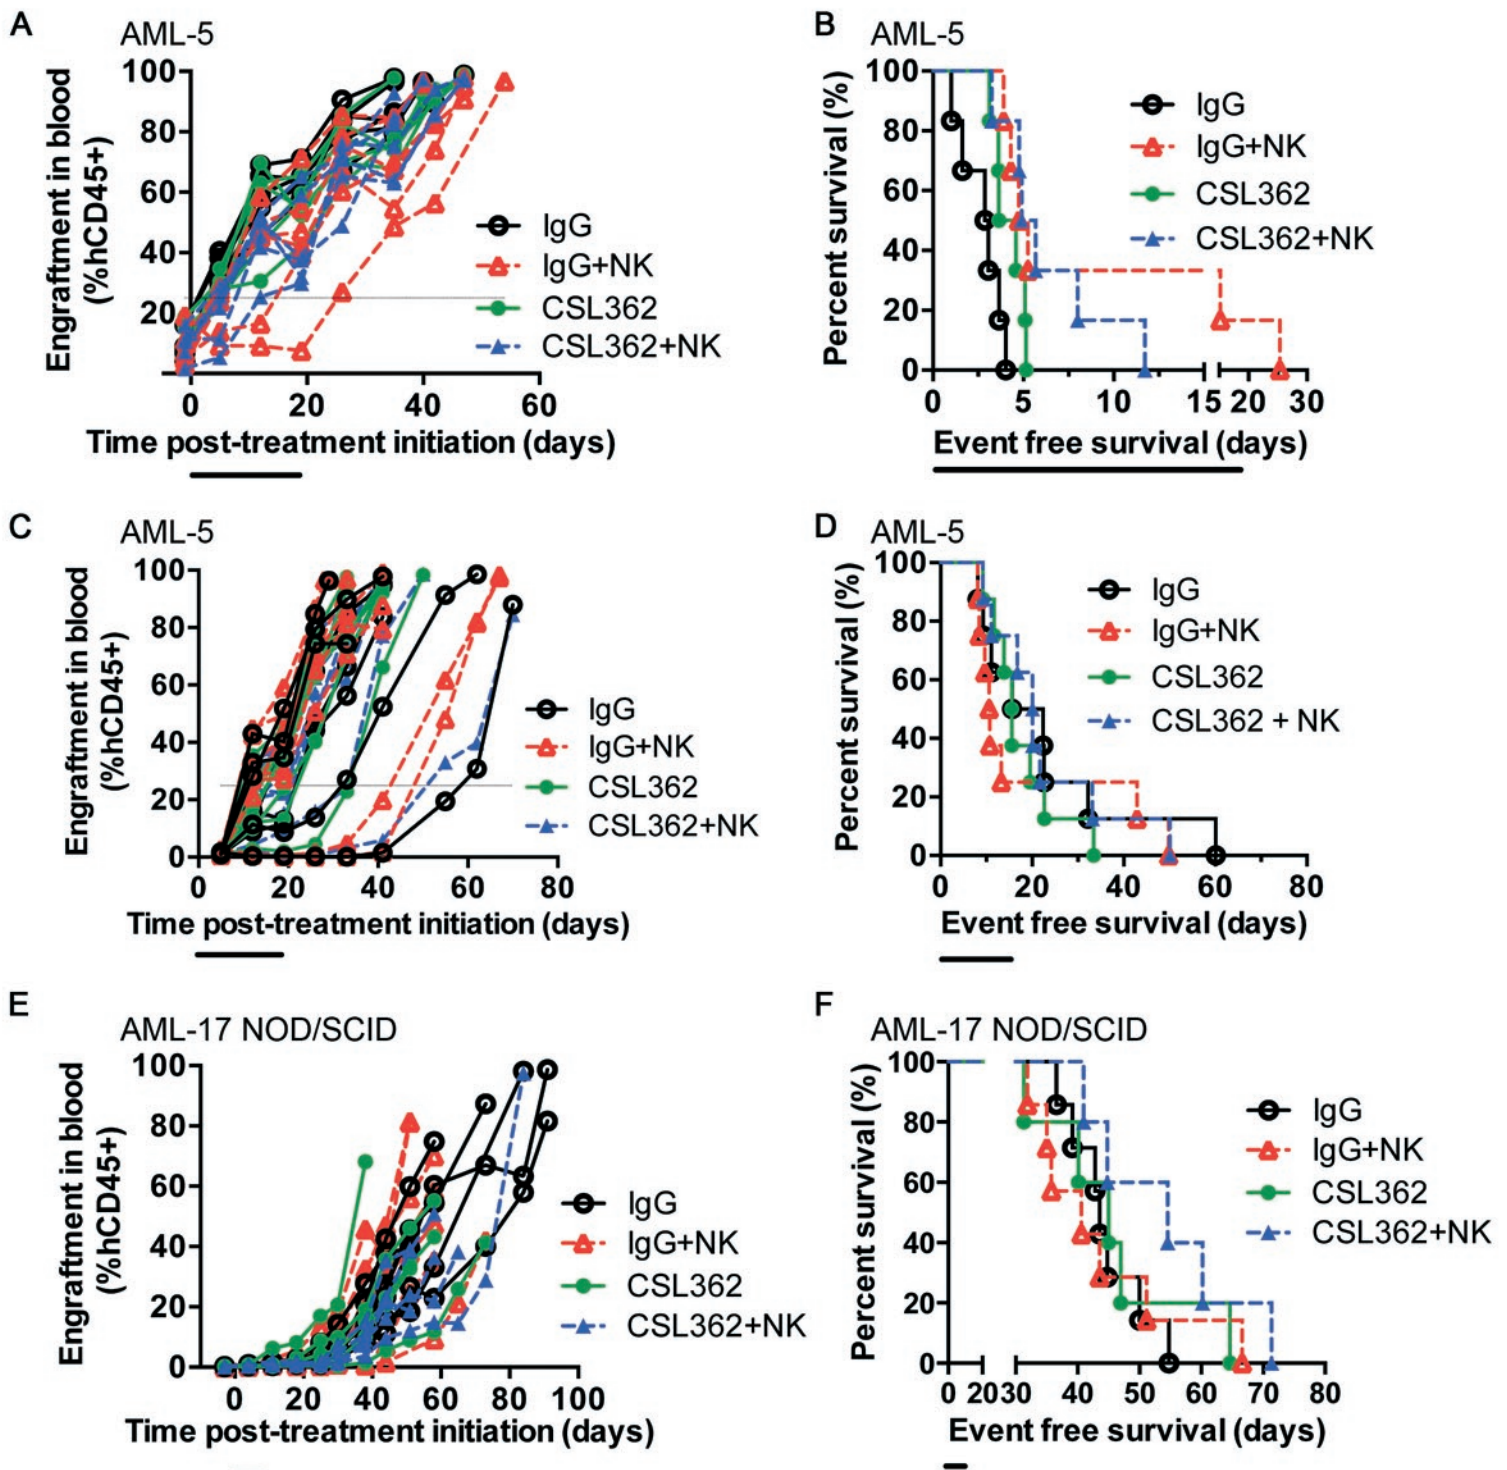 A
AML-5
Engraftment in blood
(%hCD45+)
100
80
60
40
20
0
20
40
60
Time post-treatment initiation (days)
IgG
IgG+NK
CSL362
CSL362+NK
B
AML-5
Percent survival (%)
100
80
60
40
20
0
0
5
10
15
20
30
Event free survival (days)
IgG
IgG+NK
CSL362
CSL362+NK
C
AML-5
Engraftment in blood
(%hCD45+)
100
80
60
40
20
0
0
20
40
60
80
Time post-treatment initiation (days)
IgG
IgG+NK
CSL362
CSL362+NK
D
AML-5
Percent survival (%)
100
80
60
40
20
0
0
20
40
60
80
Event free survival (days)
IgG
IgG+NK
CSL362
CSL362 + NK
E
AML-17 NOD/SCID
Engraftment in blood
(%hCD45+)
100
80
60
40
20
0
0
20
40
60
80
100
Time post-treatment initiation (days)
IgG
IgG+NK
CSL362
CSL362+NK
F
AML-17 NOD/SCID
Percent survival (%)
100
80
60
40
20
0
0
20
30
40
50
60
70
80
Event free survival (days)
IgG
IgG+NK
CSL362
CSL362+NK